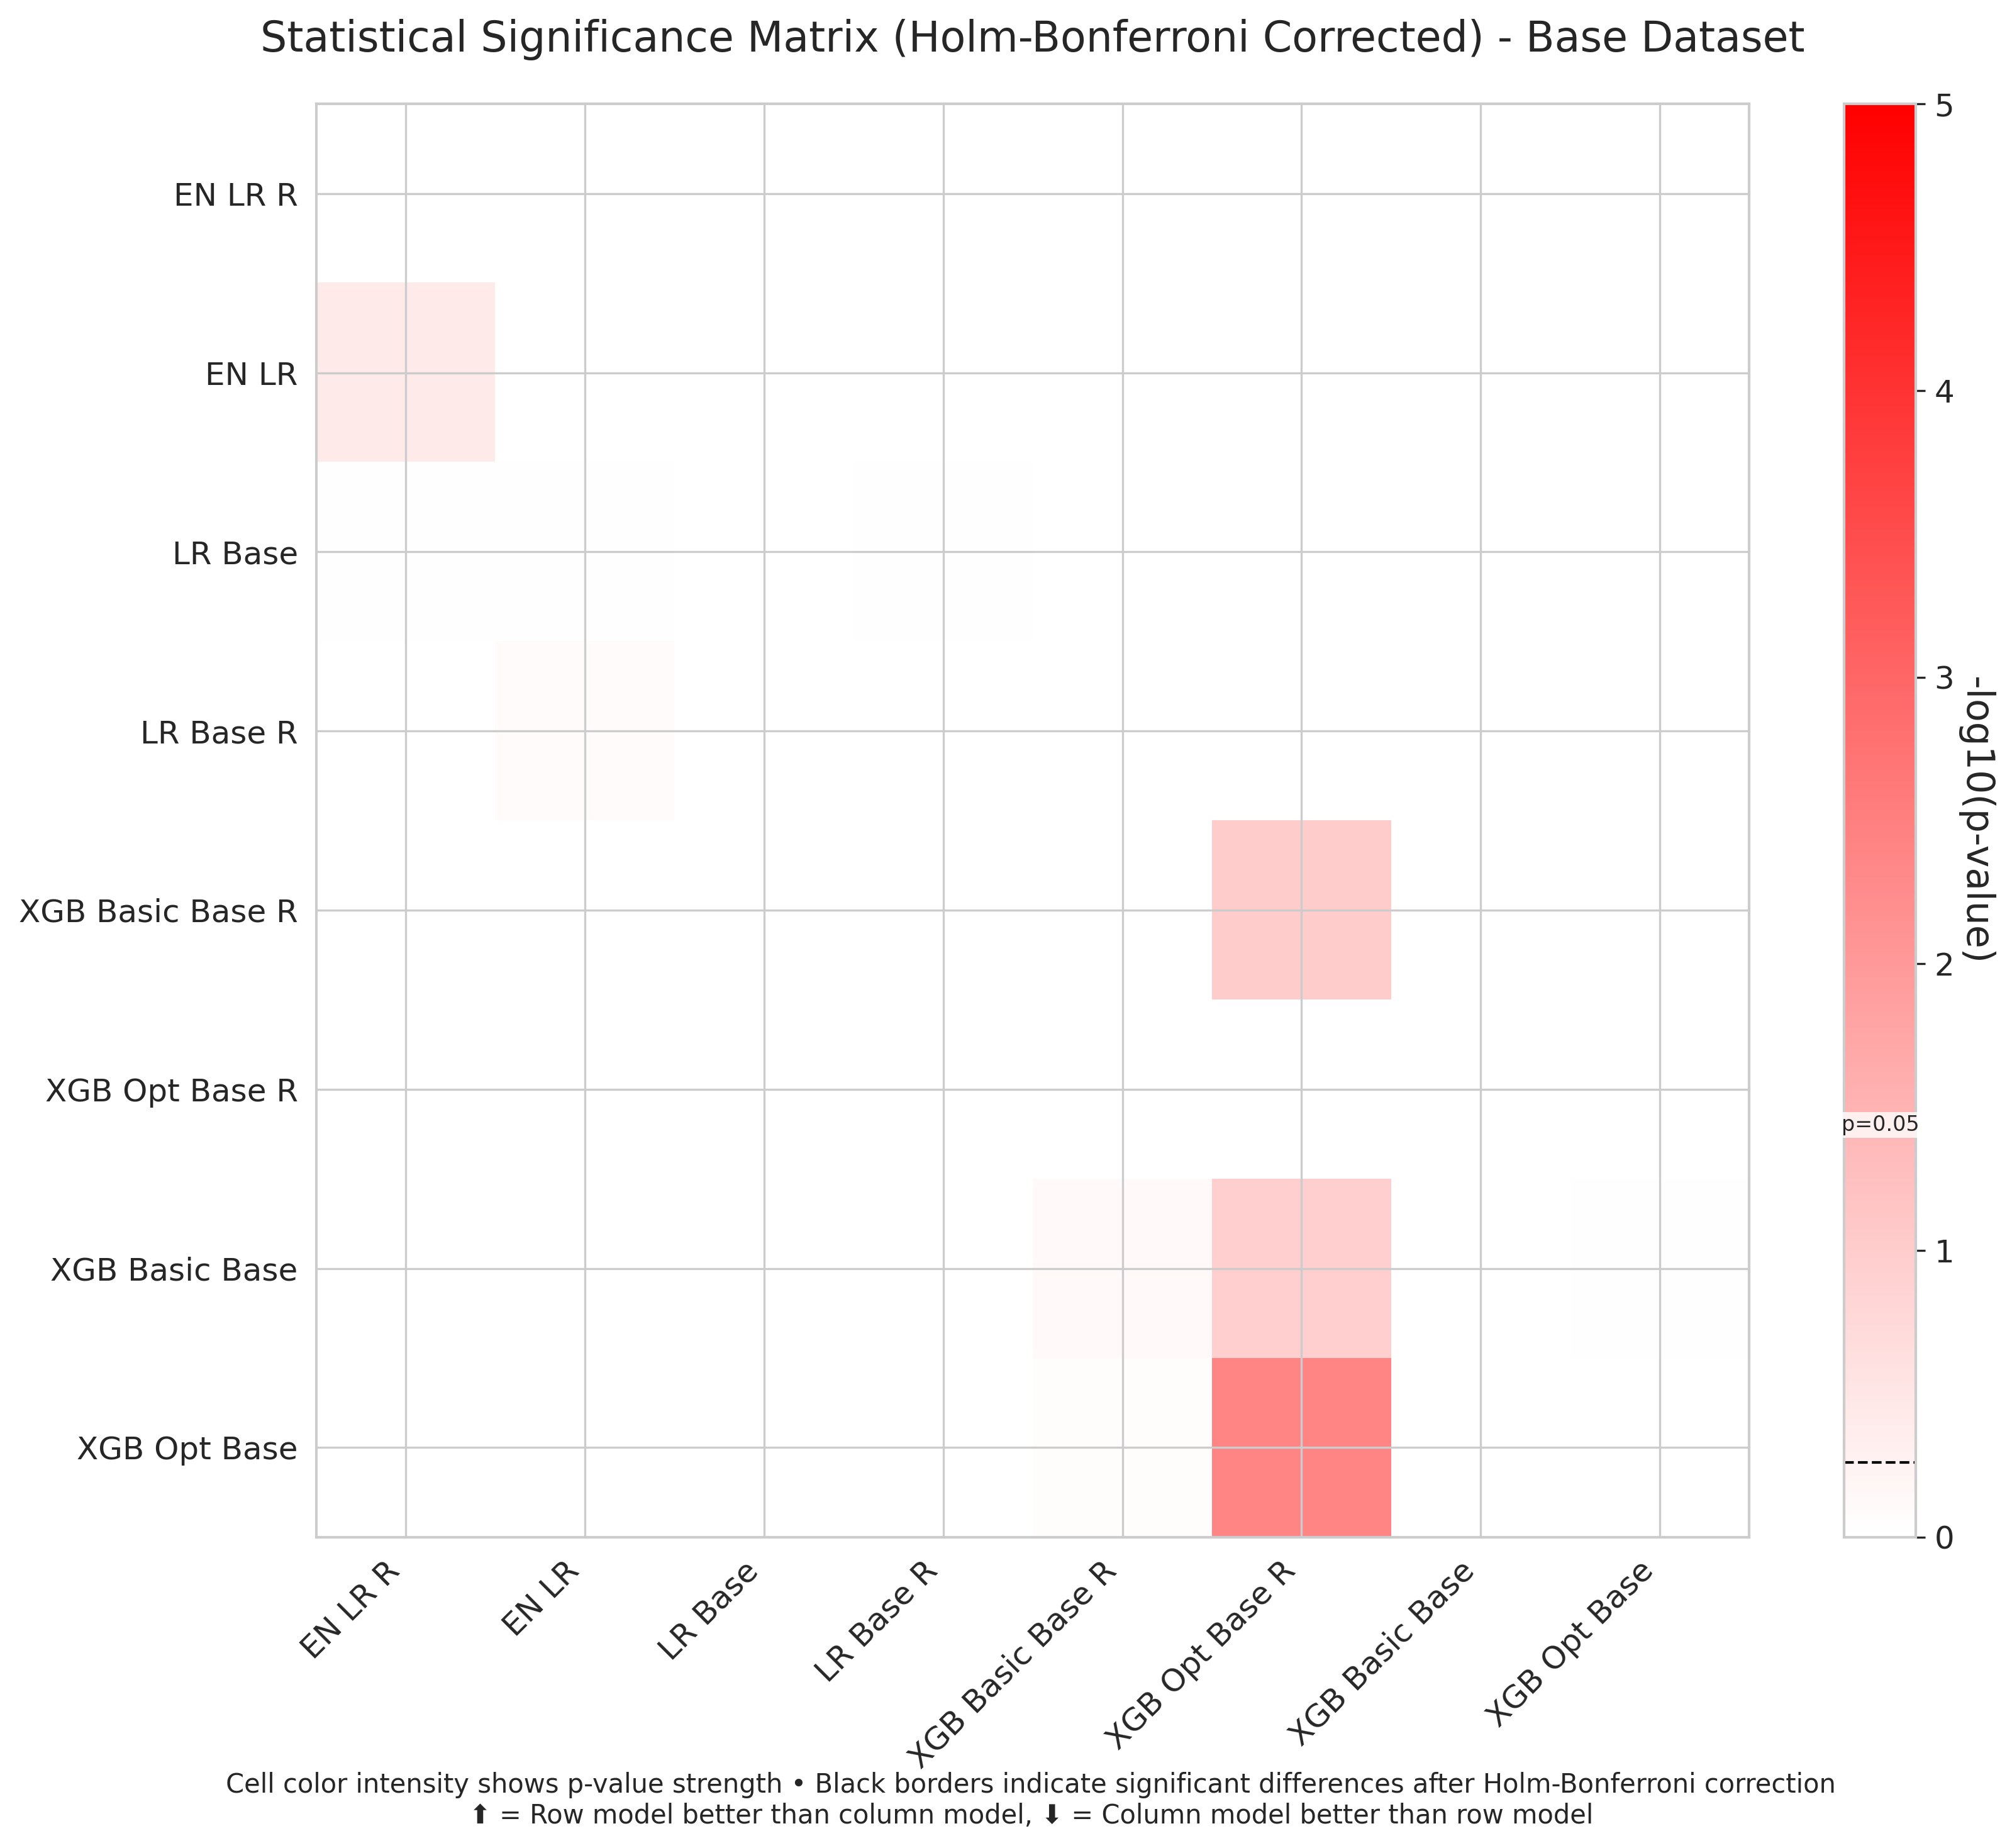 Statistical Significance Matrix (Holm-Bonferroni Corrected) - Base Dataset
EN LR R
EN LR
LR Base
LR Base R
XGB Basic Base R
XGB Opt Base R
XGB Basic Base
XGB Opt Base
EN LR R
EN LR
LR Base
LR Base R
XGB Basic Base R
XGB Opt Base R
XGB Basic Base
XGB Opt Base
5
4
3
2
p=0.05
1
0
-log10(p-value)
Cell color intensity shows p-value strength • Black borders indicate significant differences after Holm-Bonferroni correction
⬆ = Row model better than column model, ⬇ = Column model better than row model